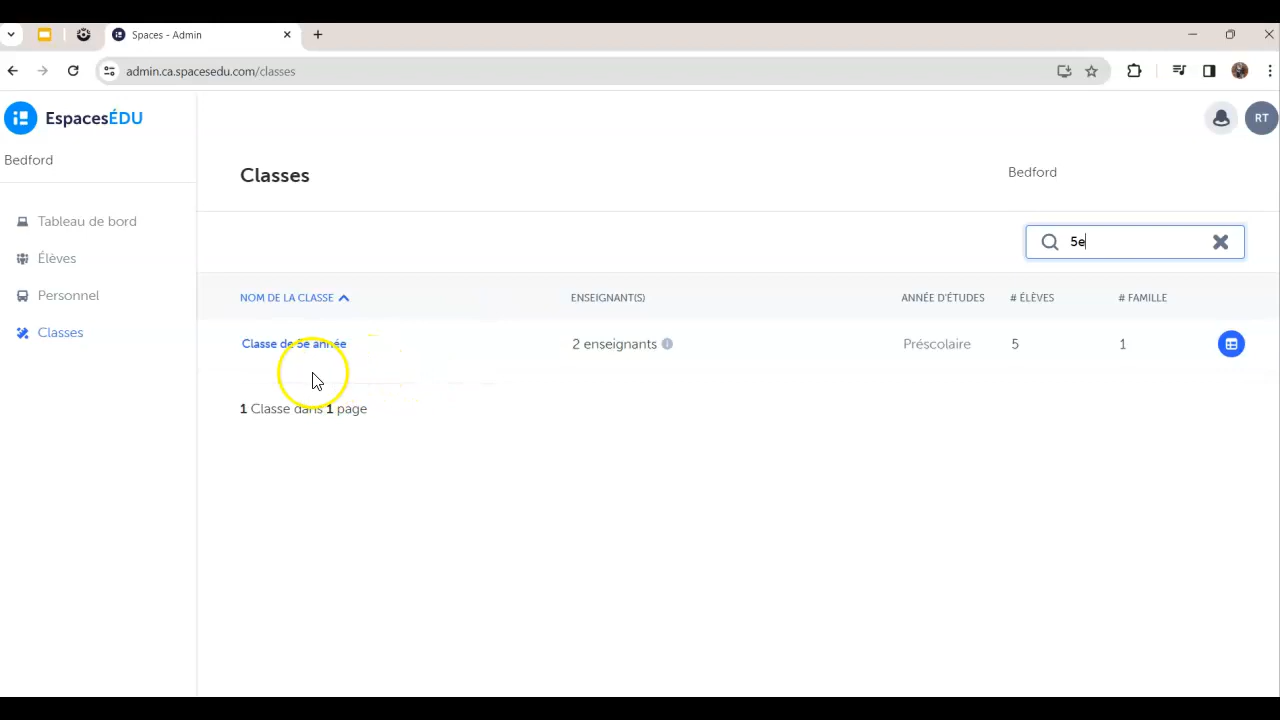 Spaces - Admin
admin.ca.spacesedu.com/classes
EspacesÉDU
RT
Bedford
Classes
Bedford
Tableau de bord
5e
Élèves
Personnel
NOM DE LA CLASSE ENSEIGNANT(S) ANNÉE D'ÉTUDES # ÉLÈVES # FAMILLE
Classes
Classe de 5e année 2 enseignants Préscolaire 5 1
1 Classe dans 1 page